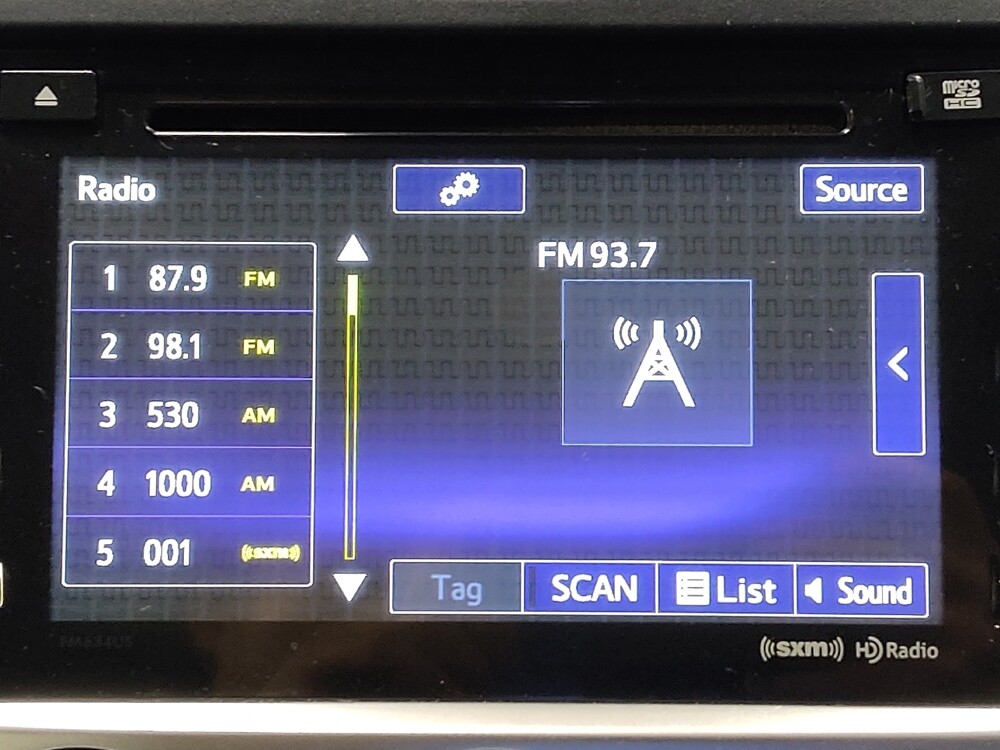 micro SD HC
Radio
Source
FM 93.7
1 87.9 FM
2 98.1 FM
3 530 AM
4 1000 AM
5 001 ((sxm))
Tag SCAN List Sound
((sxm)) HD Radio